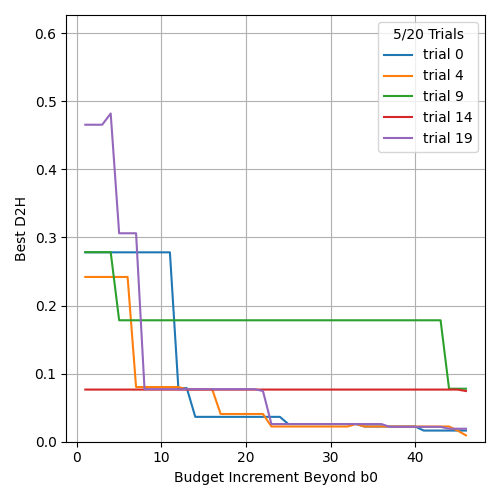 5/20 Trials
trial 0
trial 4
trial 9
trial 14
trial 19
0.6
0.5
0.4
0.3
0.2
0.1
0.0
Best D2H
0 10 20 30 40
Budget Increment Beyond b0